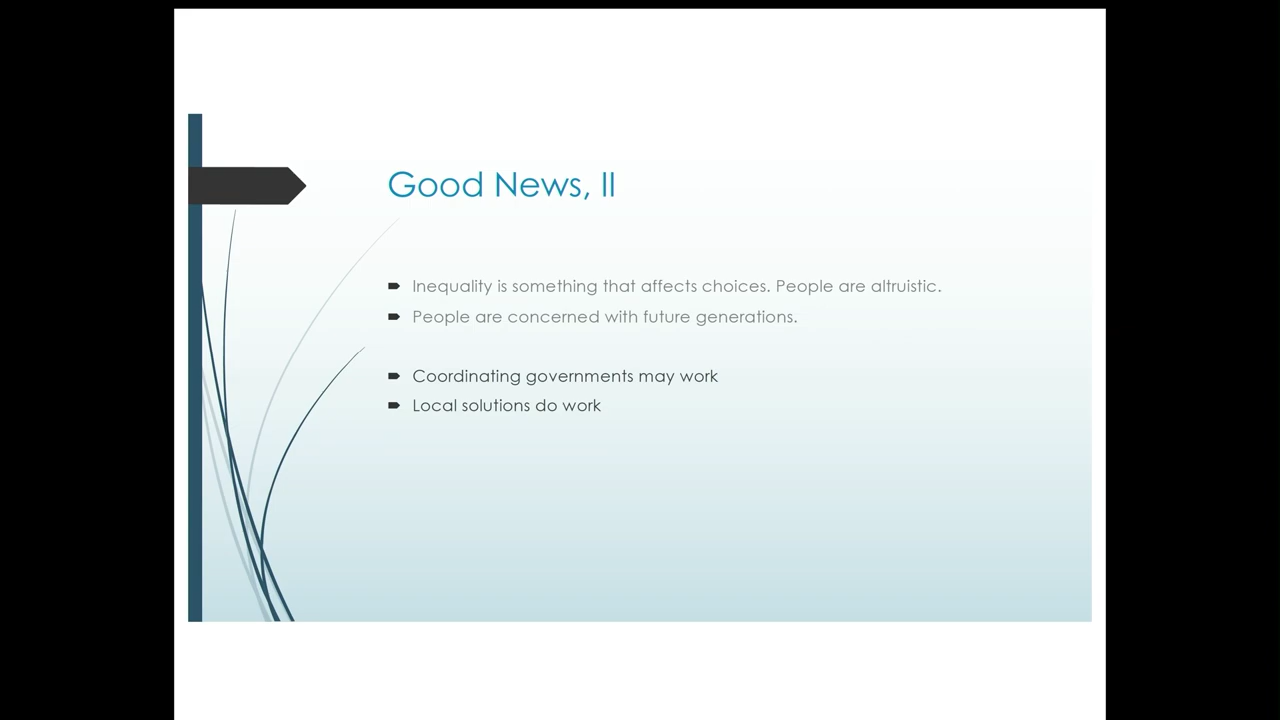 Good News, II
Inequality is something that affects choices. People are altruistic.
People are concerned with future generations.
Coordinating governments may work
Local solutions do work